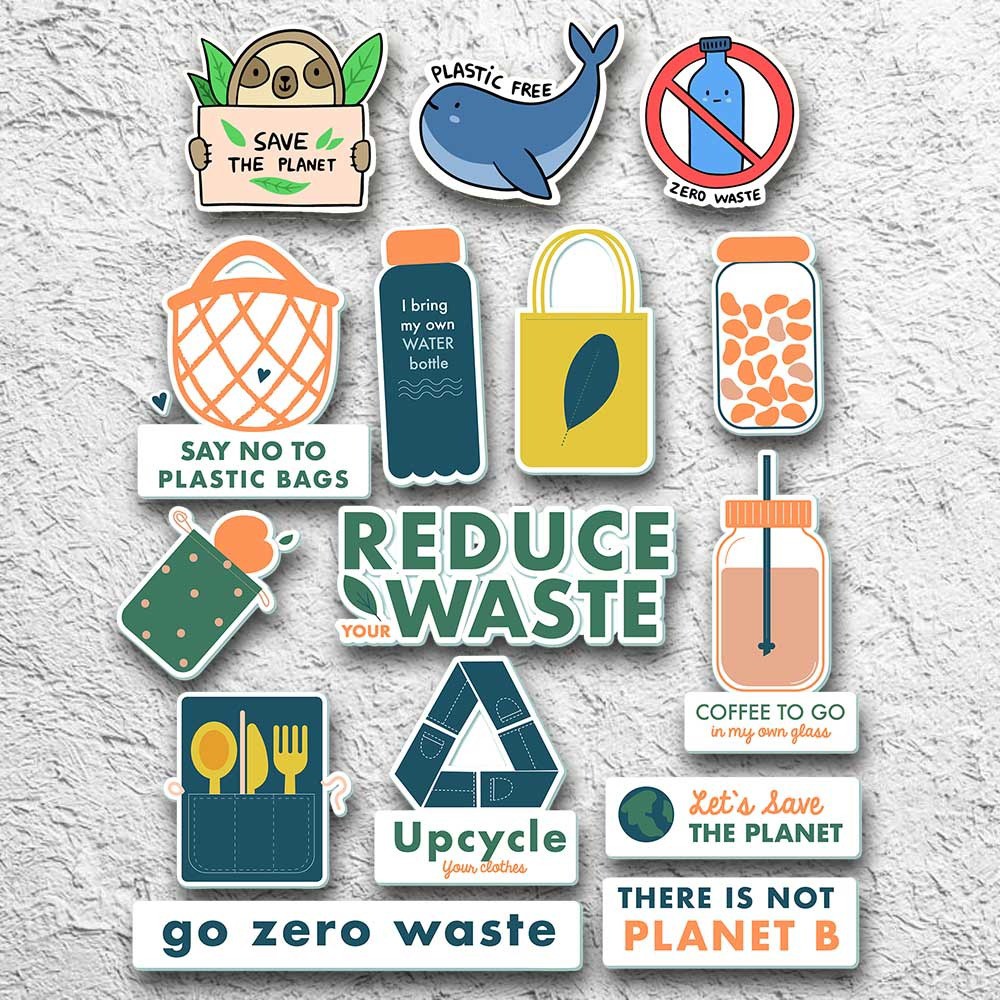 SAVE
THE PLANET
PLASTIC FREE
ZERO WASTE
I bring
my own
WATER
bottle
SAY NO TO
PLASTIC BAGS
REDUCE
YOUR WASTE
COFFEE TO GO
in my own glass
Upcycle
Your clothes
Let`s Save
THE PLANET
go zero waste
THERE IS NOT
PLANET B